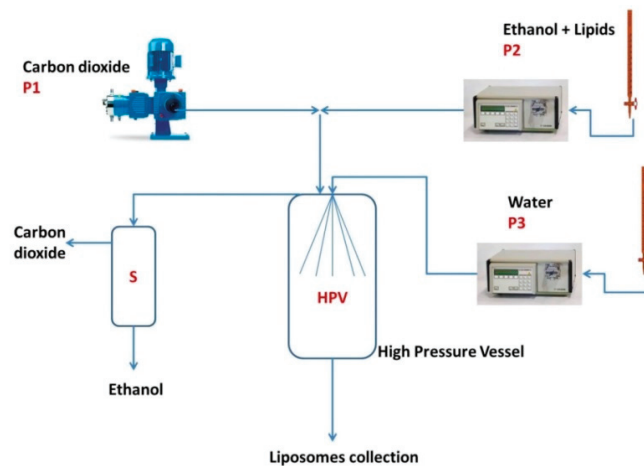 Carbon dioxide
P1
Ethanol + Lipids
P2
Water
P3
Carbon
dioxide
S
HPV
High Pressure Vessel
Ethanol
Liposomes collection